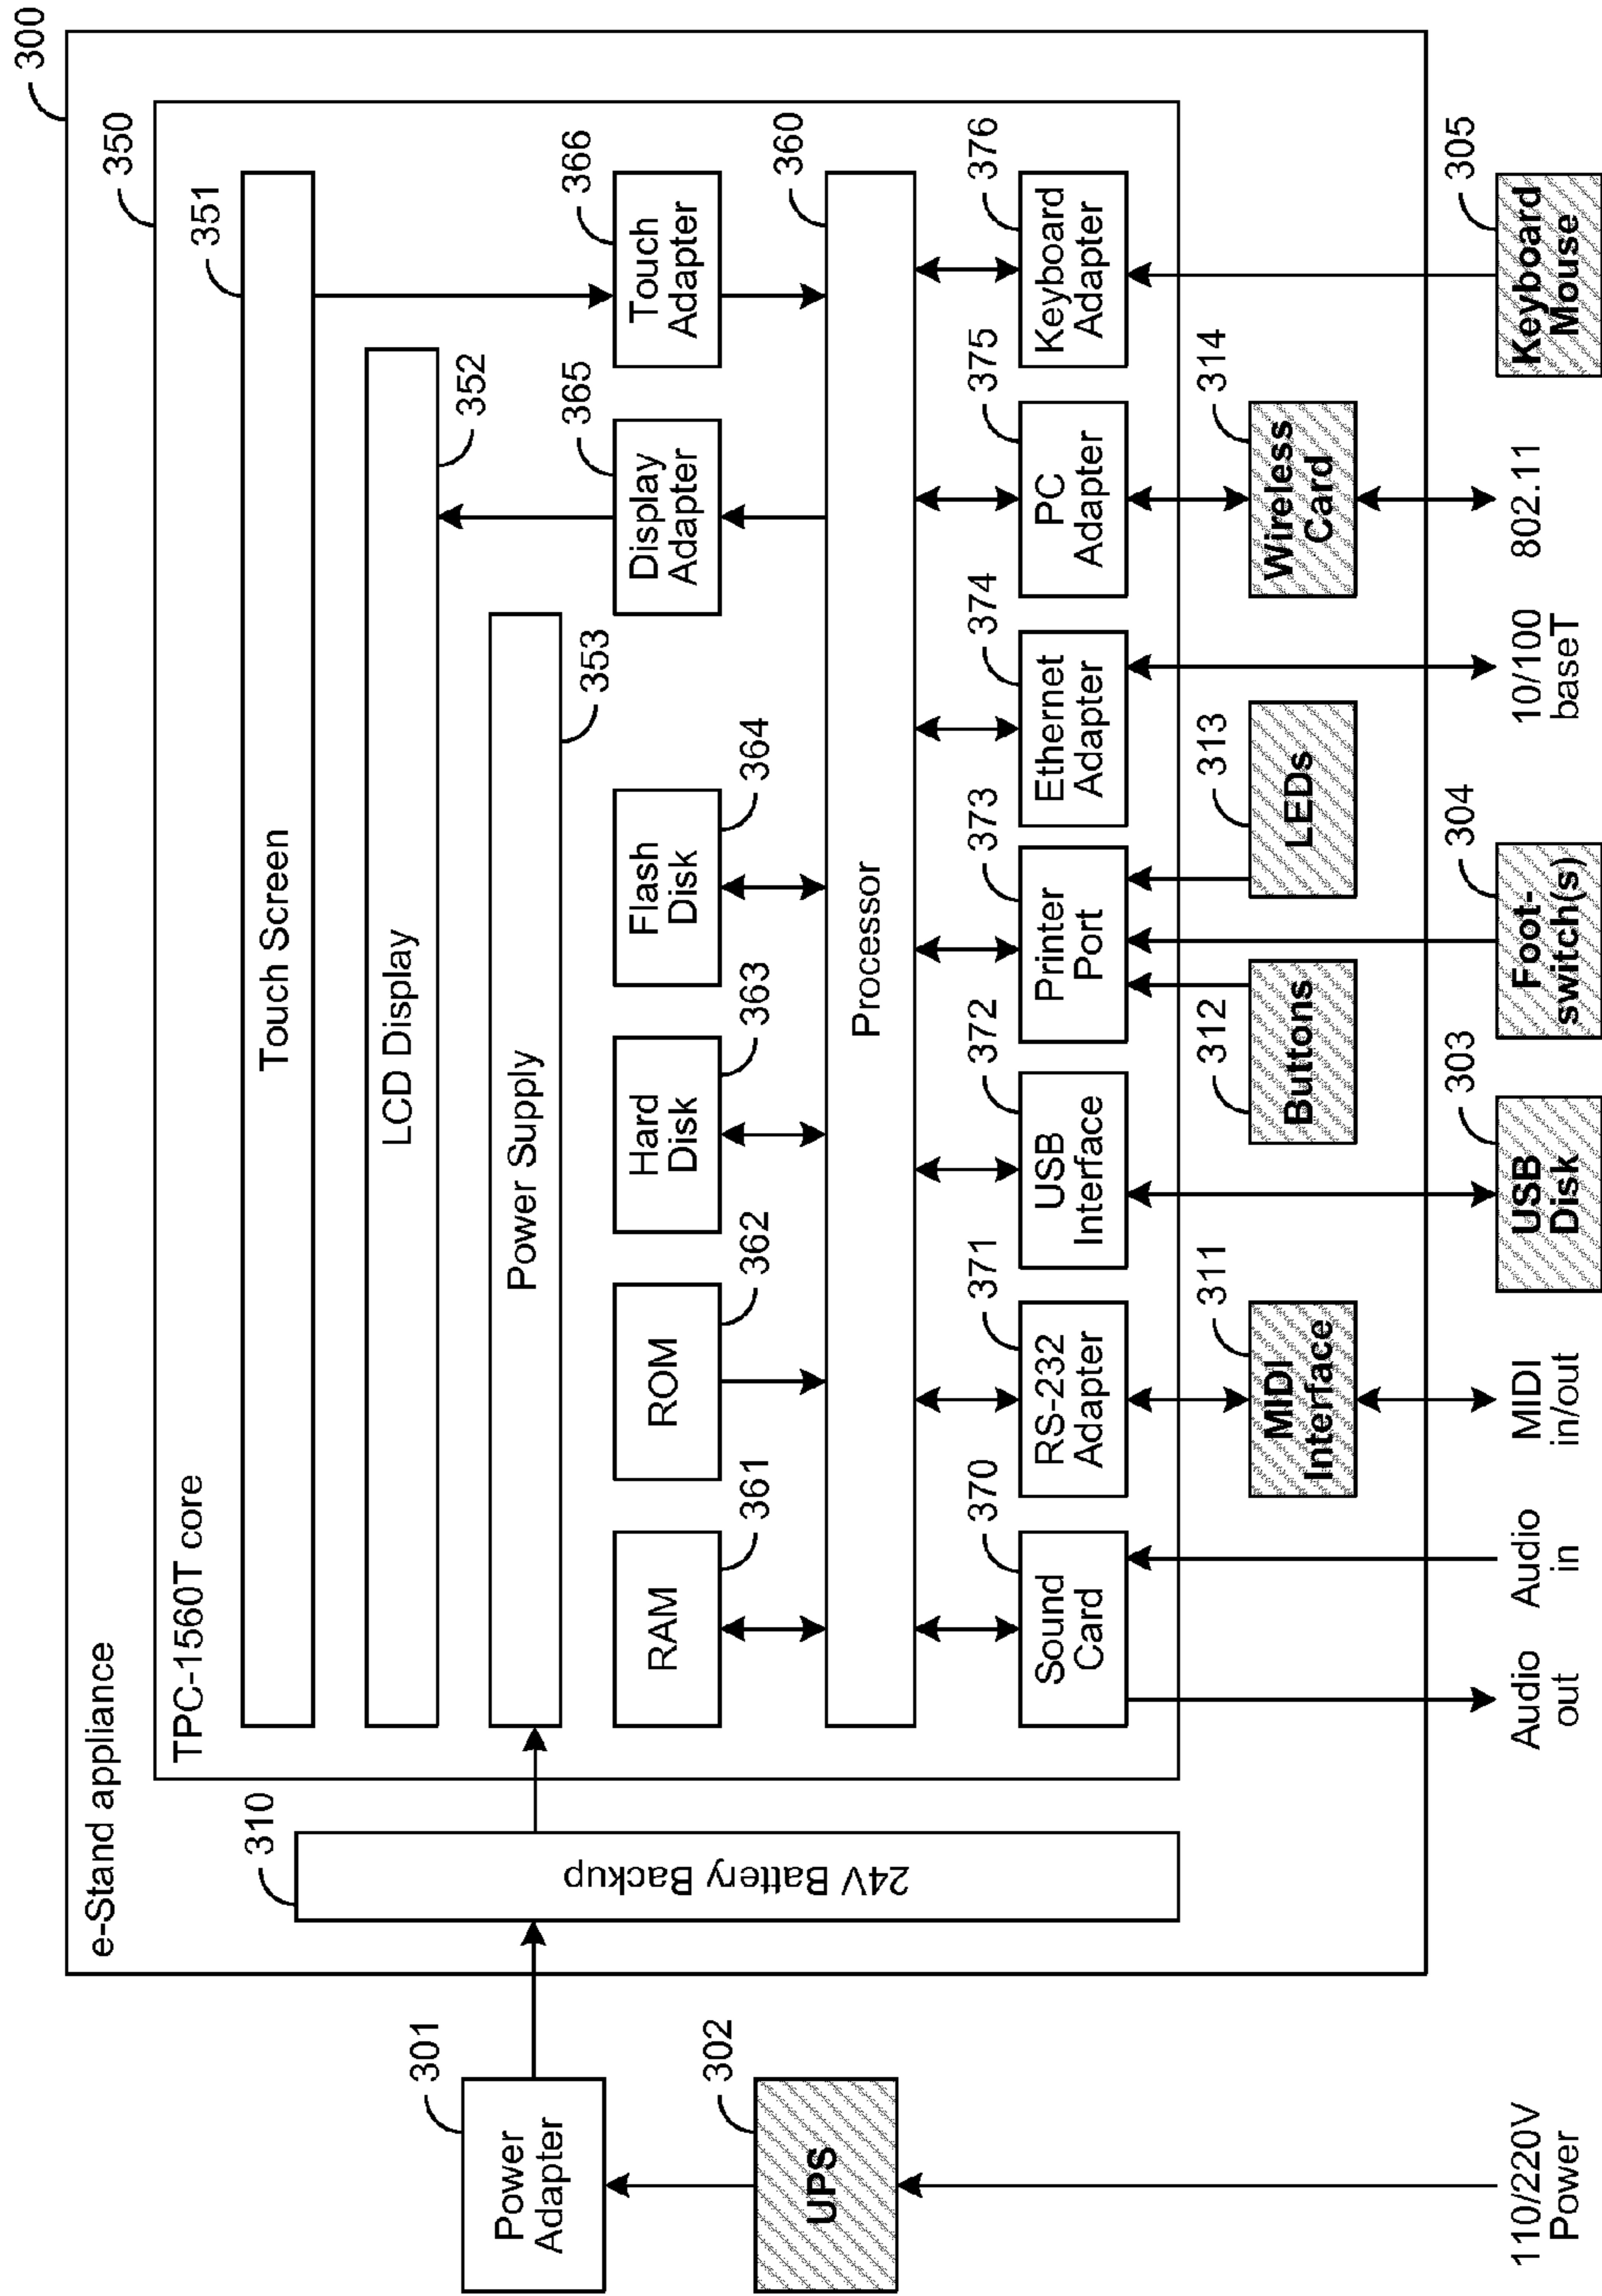 300
e-Stand appliance
350
TPC-1560T core
351
Touch Screen
LCD Display
352
310
24V Battery Backup
Power Supply
353
301
Power
Adapter
302
UPS
110/220V
Power
RAM
361
ROM
362
Hard
Disk
363
Flash
Disk
364
Display
Adapter
365
Touch
Adapter
366
Processor
360
Sound
Card
370
RS-232
Adapter
371
USB
Interface
372
Printer
Port
373
Ethernet
Adapter
374
PC
Adapter
375
Keyboard
Adapter
376
MIDI
Interface
311
Buttons
312
LEDs
313
Wireless
Card
314
Audio
out
Audio
in
MIDI
in/out
USB
Disk
303
Foot-
switch(s)
304
10/100
baseT
802.11
Keyboard
Mouse
305